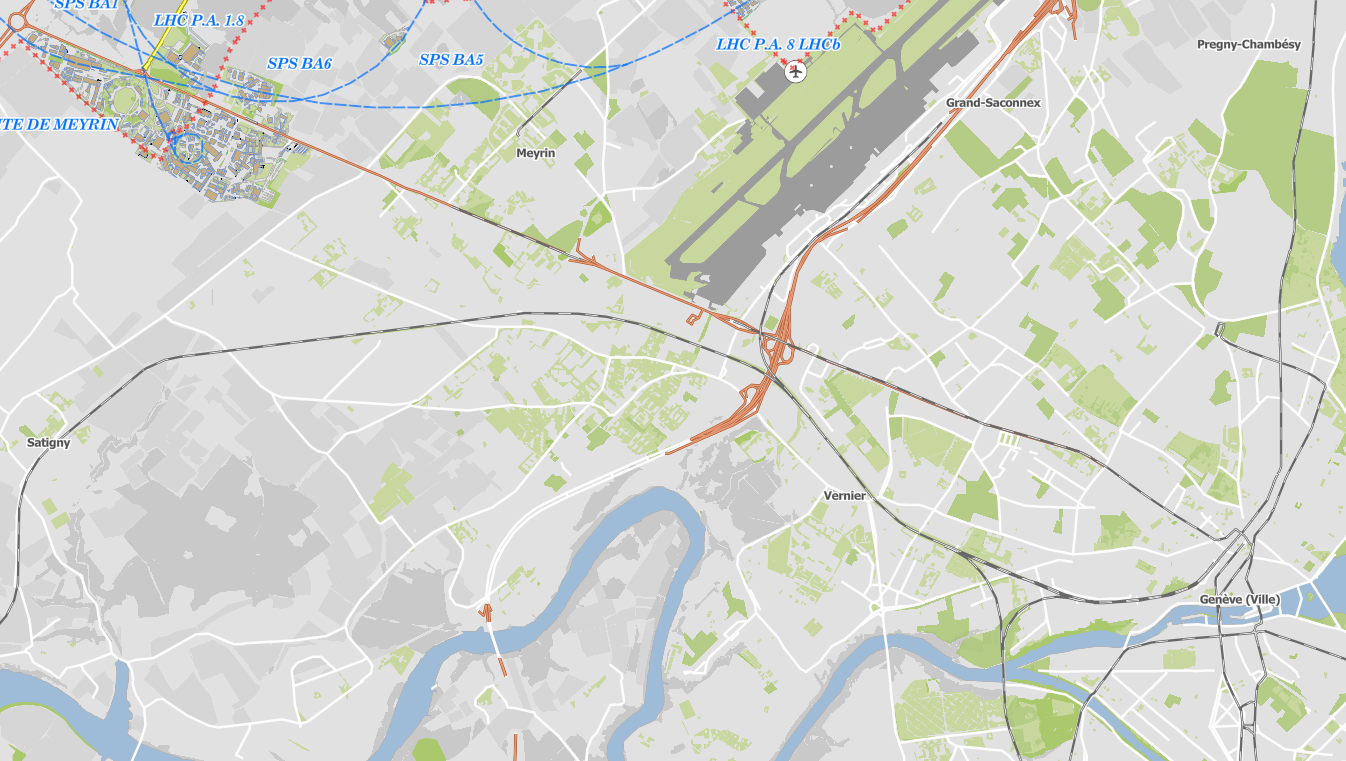 SPS BA1
LHC P.A. 1.8
SPS BA6
SPS BA5
LHC P.A. 8 LHCb
Pregny-Chambésy
Grand-Saconnex
ITE DE MEYRIN
Meyrin
Satigny
Vernier
Genève (Ville)